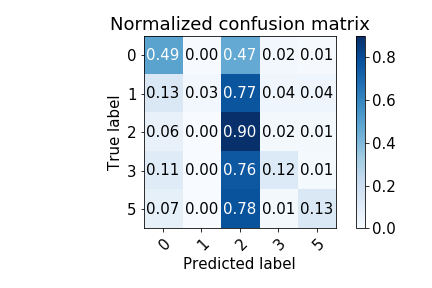 Normalized confusion matrix
True label
0 0.49 0.00 0.47 0.02 0.01
1 0.13 0.03 0.77 0.04 0.04
2 0.06 0.00 0.90 0.02 0.01
3 0.11 0.00 0.76 0.12 0.01
5 0.07 0.00 0.78 0.01 0.13
0 1 2 3 5
Predicted label
0.8
0.6
0.4
0.2
0.0